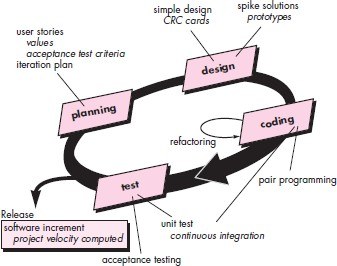 simple design
CRC cards
spike solutions
prototypes
user stories
values
acceptance test criteria
iteration plan
design
planning
coding
refactoring
test
pair programming
Release
software increment
project velocity computed
unit test
continuous integration
acceptance testing